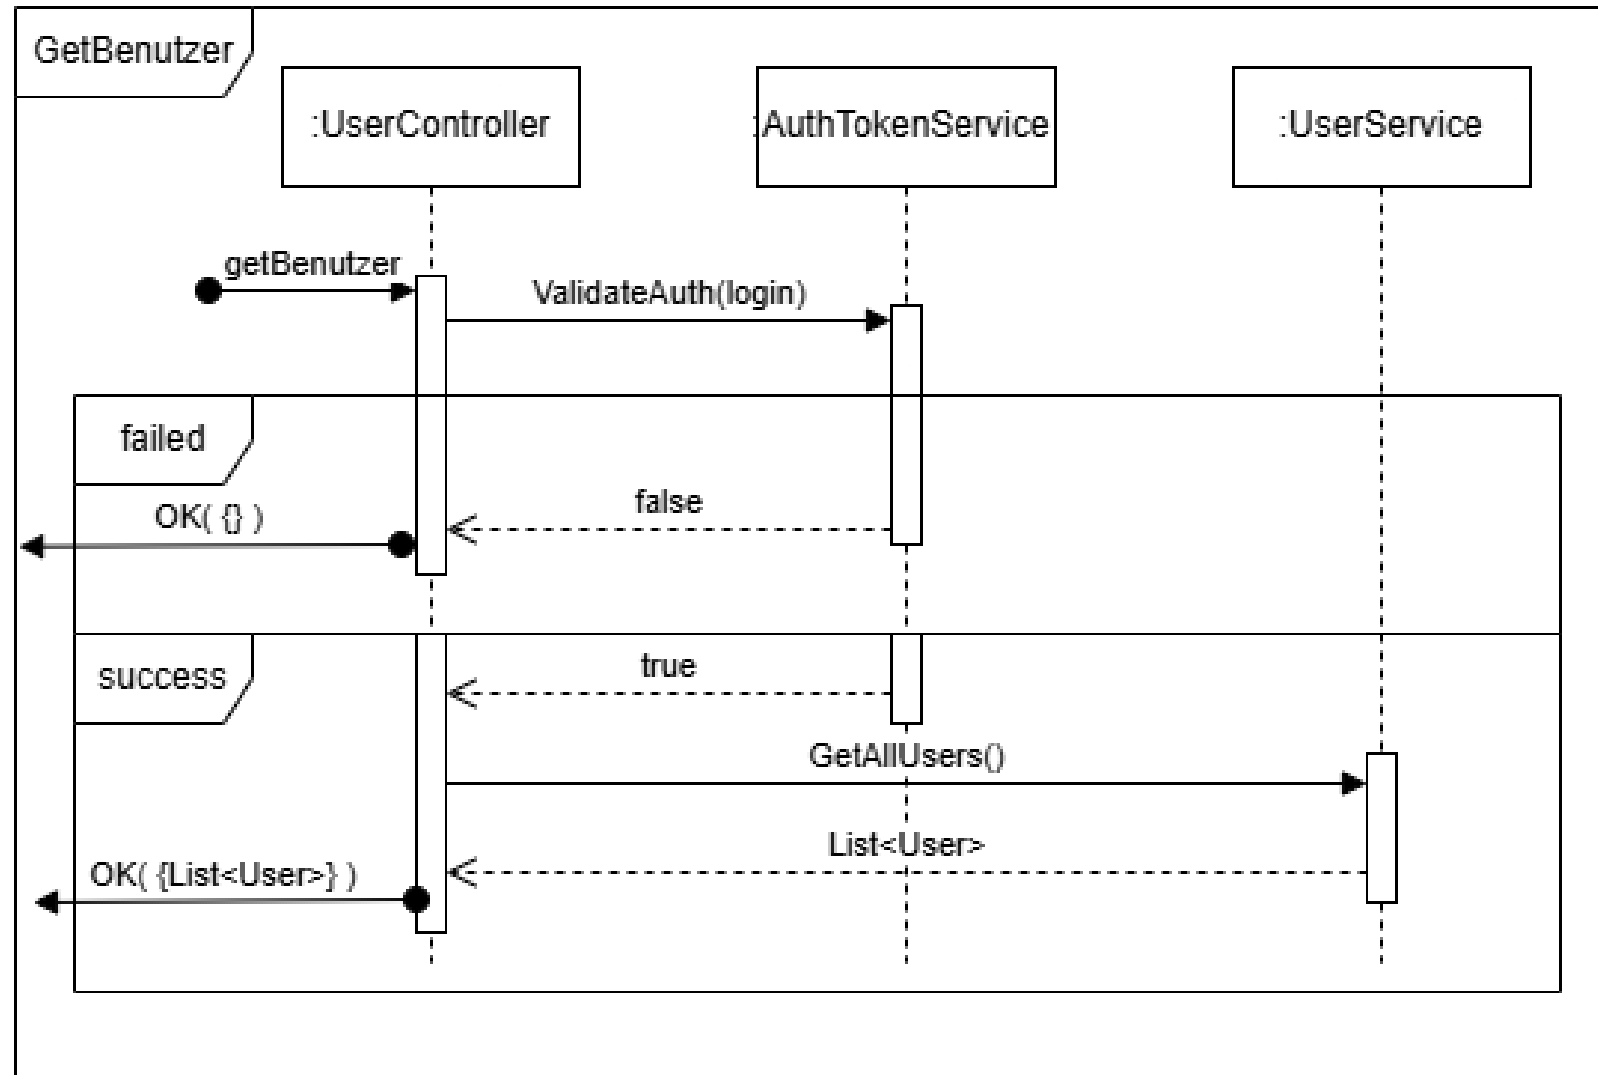 GetBenutzer
:UserController
:AuthTokenService
:UserService
getBenutzer
ValidateAuth(login)
failed
false
OK( {} )
success
true
GetAllUsers()
List<User>
OK( {List<User>} )